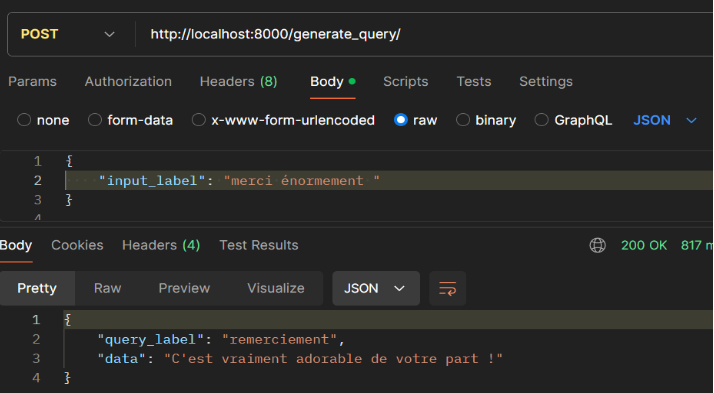 POST http://localhost:8000/generate_query/
Params Authorization Headers (8) Body Scripts Tests Settings
none form-data x-www-form-urlencoded raw binary GraphQL JSON
1 {
2 "input_label": "merci énormement "
3 }
4
Body Cookies Headers (4) Test Results 200 OK 817 m
Pretty Raw Preview Visualize JSON
1 {
2 "query_label": "remerciement",
3 "data": "C'est vraiment adorable de votre part !"
4 }